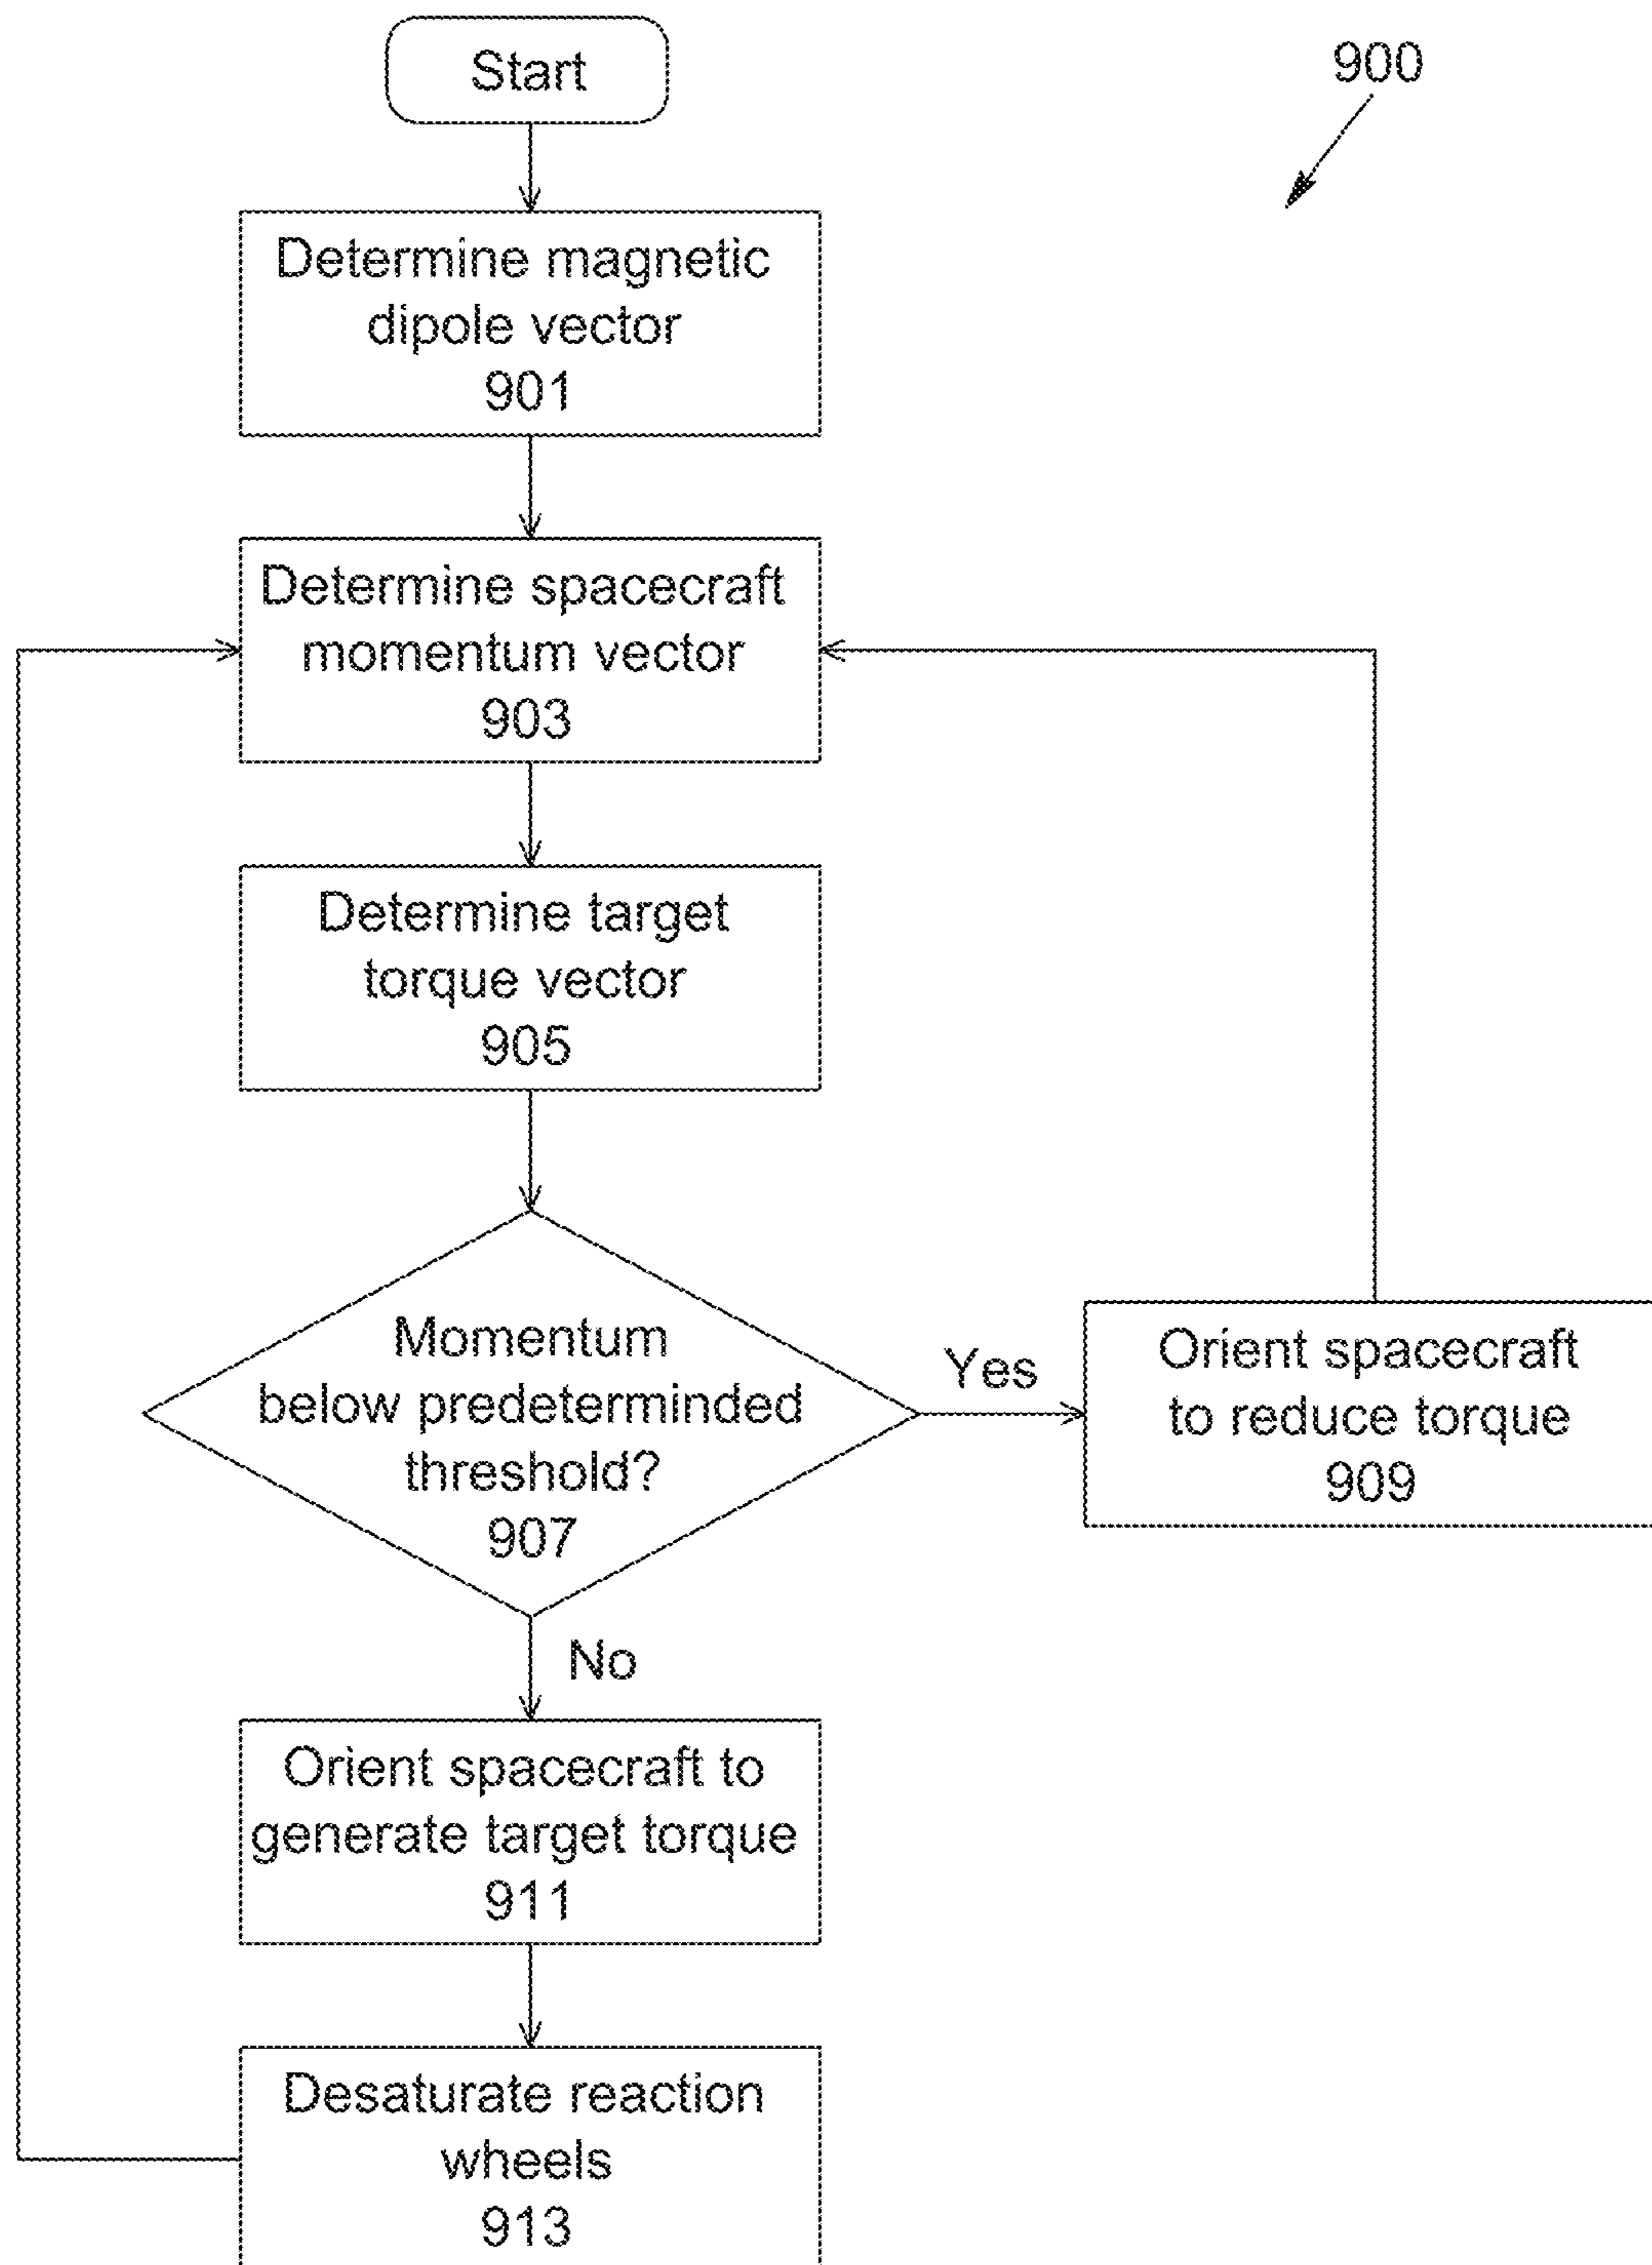 Start
900
Determine magnetic
dipole vector
901
Determine spacecraft
momentum vector
903
Determine target
torque vector
905
Momentum
below predeterminded
threshold?
907
Yes
Orient spacecraft
to reduce torque
909
No
Orient spacecraft to
generate target torque
911
Desaturate reaction
wheels
913